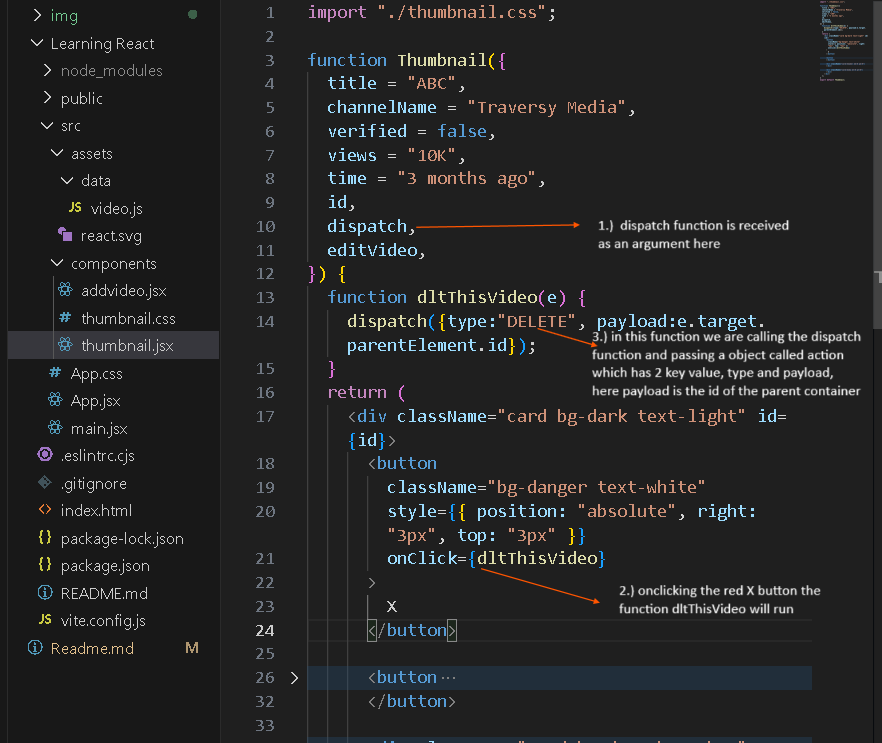 img
Learning React
node_modules
public
src
assets
data
JS video.js
react.svg
components
addvideo.jsx
# thumbnail.css
thumbnail.jsx
# App.css
App.jsx
main.jsx
.eslintrc.cjs
.gitignore
<> index.html
{} package-lock.json
{} package.json
README.md
JS vite.config.js
Readme.md M
1 import "./thumbnail.css";
2
3 function Thumbnail({
4 title = "ABC",
5 channelName = "Traversy Media",
6 verified = false,
7 views = "10K",
8 time = "3 months ago",
9 id,
10 dispatch,
11 editVideo,
12 }) {
13 function dltThisVideo(e) {
14 dispatch({type:"DELETE", payload:e.target.
parentElement.id});
15 }
16 return (
17 <div className="card bg-dark text-light" id=
{id}>
18 <button
19 className="bg-danger text-white"
20 style={{ position: "absolute", right:
"3px", top: "3px" }}
21 onClick={dltThisVideo}
22 >
23 X
24 </button>
25
26 <button ...
32 </button>
33
1.) dispatch function is received
as an argument here
3.) in this function we are calling the dispatch
function and passing a object called action
which has 2 key value, type and payload,
here payload is the id of the parent container
2.) onclicking the red X button the
function dltThisVideo will run